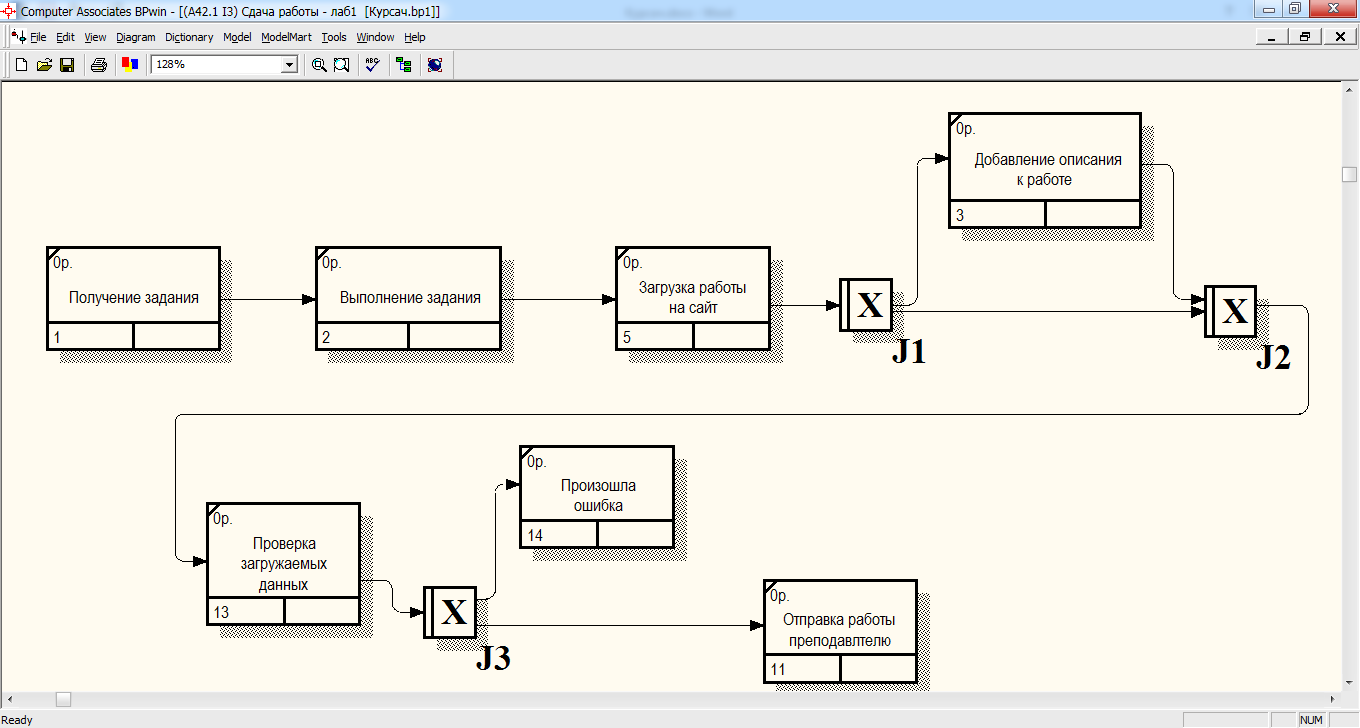 Computer Associates BPwin - [(A42.1 I3) Сдача работы - лаб1 [Курсач.bp1]]
File Edit View Diagram Dictionary Model ModelMart Tools Window Help
128%
ABC
0р.
Добавление описания
к работе
3
0р.
Получение задания
1
0р.
Выполнение задания
2
0р.
Загрузка работы
на сайт
5
X
J1
X
J2
0р.
Произошла
ошибка
14
0р.
Проверка
загружаемых
данных
13
X
J3
0р.
Отправка работы
преподавлтелю
11
Ready
NUM